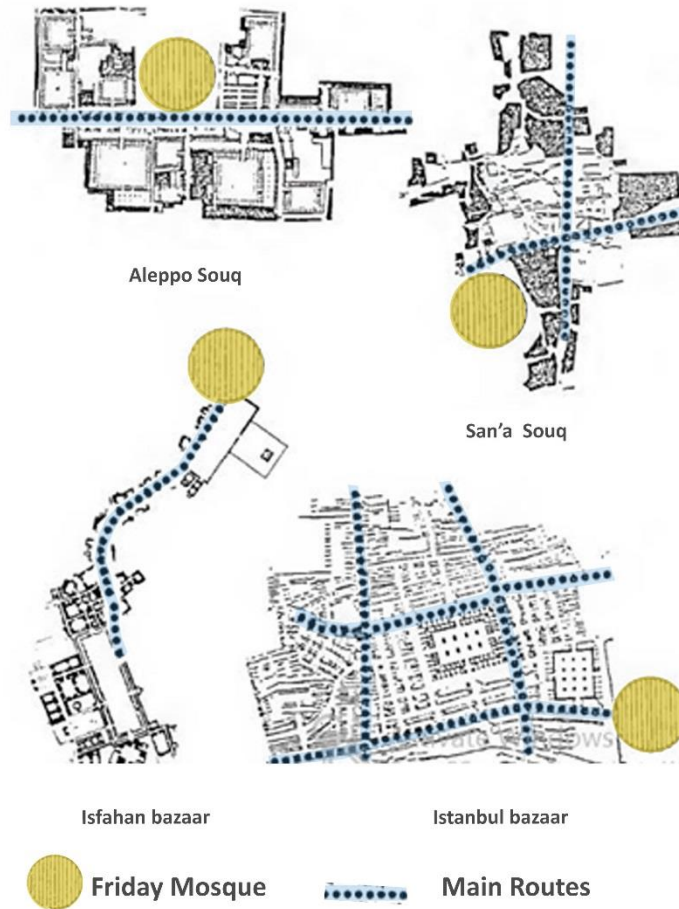 Aleppo Souq
San'a Souq
Isfahan bazaar
Istanbul bazaar
Friday Mosque
Main Routes